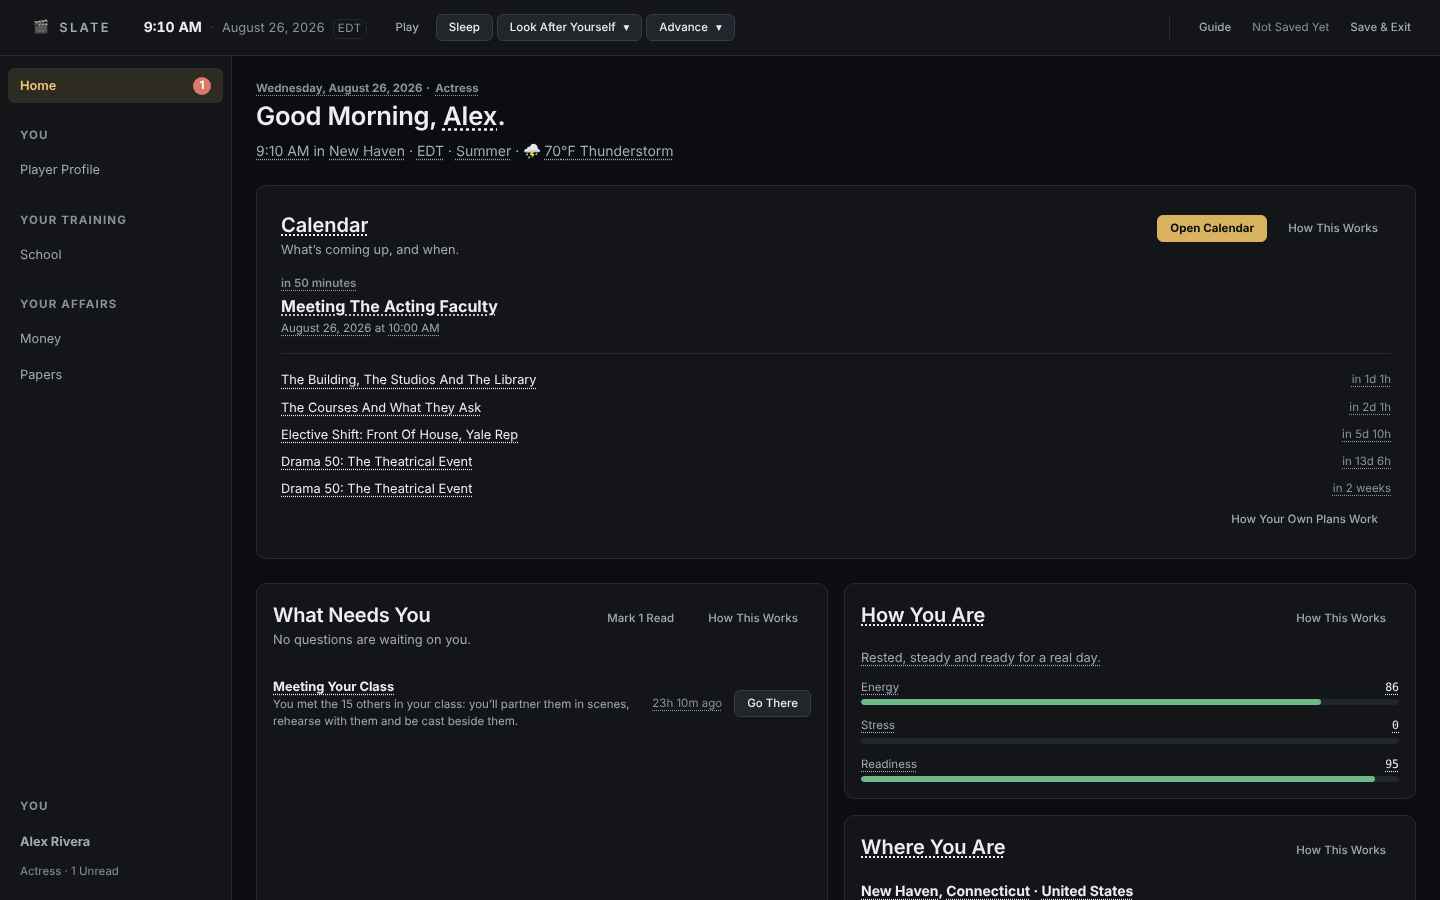 SLATE
9:10 AM · August 26, 2026 EDT
Play
Sleep
Look After Yourself ▾
Advance ▾
Guide
Not Saved Yet
Save & Exit
Home
1
YOU
Player Profile
YOUR TRAINING
School
YOUR AFFAIRS
Money
Papers
YOU
Alex Rivera
Actress · 1 Unread
Wednesday, August 26, 2026 · Actress
Good Morning, Alex.
9:10 AM in New Haven · EDT · Summer · ⛈️ 70°F Thunderstorm
Calendar
What's coming up, and when.
Open Calendar
How This Works
in 50 minutes
Meeting The Acting Faculty
August 26, 2026 at 10:00 AM
The Building, The Studios And The Library in 1d 1h
The Courses And What They Ask in 2d 1h
Elective Shift: Front Of House, Yale Rep in 5d 10h
Drama 50: The Theatrical Event in 13d 6h
Drama 50: The Theatrical Event in 2 weeks
How Your Own Plans Work
What Needs You
Mark 1 Read
How This Works
No questions are waiting on you.
Meeting Your Class
You met the 15 others in your class: you'll partner them in scenes,
rehearse with them and be cast beside them.
23h 10m ago
Go There
How You Are
How This Works
Rested, steady and ready for a real day.
Energy 86
Stress 0
Readiness 95
Where You Are
How This Works
New Haven, Connecticut · United States